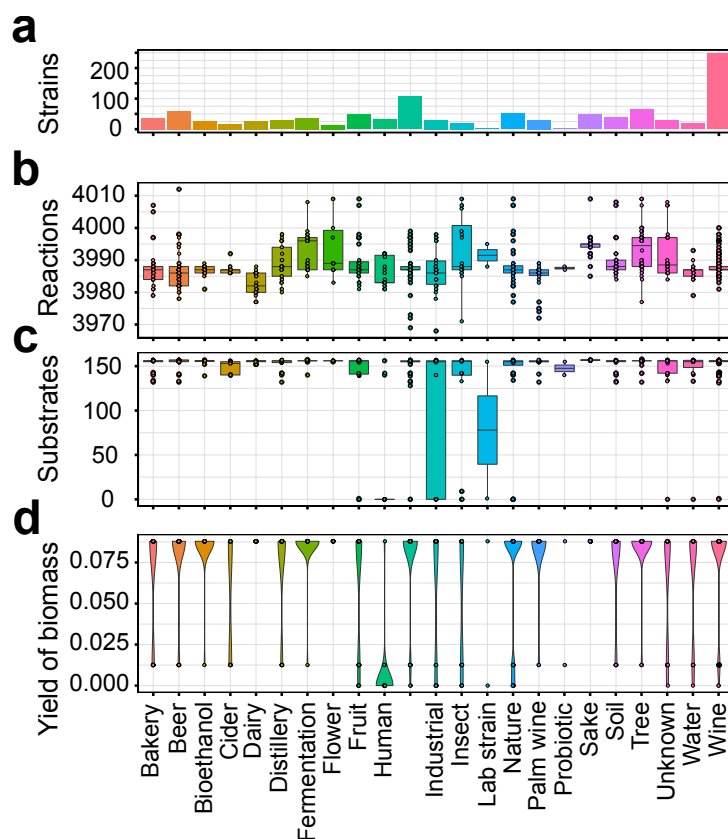 a
Strains
200
100
0
b
Reactions
4010
4000
3990
3980
3970
c
Substrates
150
100
50
0
d
Yield of biomass
0.075
0.050
0.025
0.000
Bakery
Beer
Bioethanol
Cider
Dairy
Distillery
Fermentation
Flower
Fruit
Human
Industrial
Insect
Lab strain
Nature
Palm wine
Probiotic
Sake
Soil
Tree
Unknown
Water
Wine